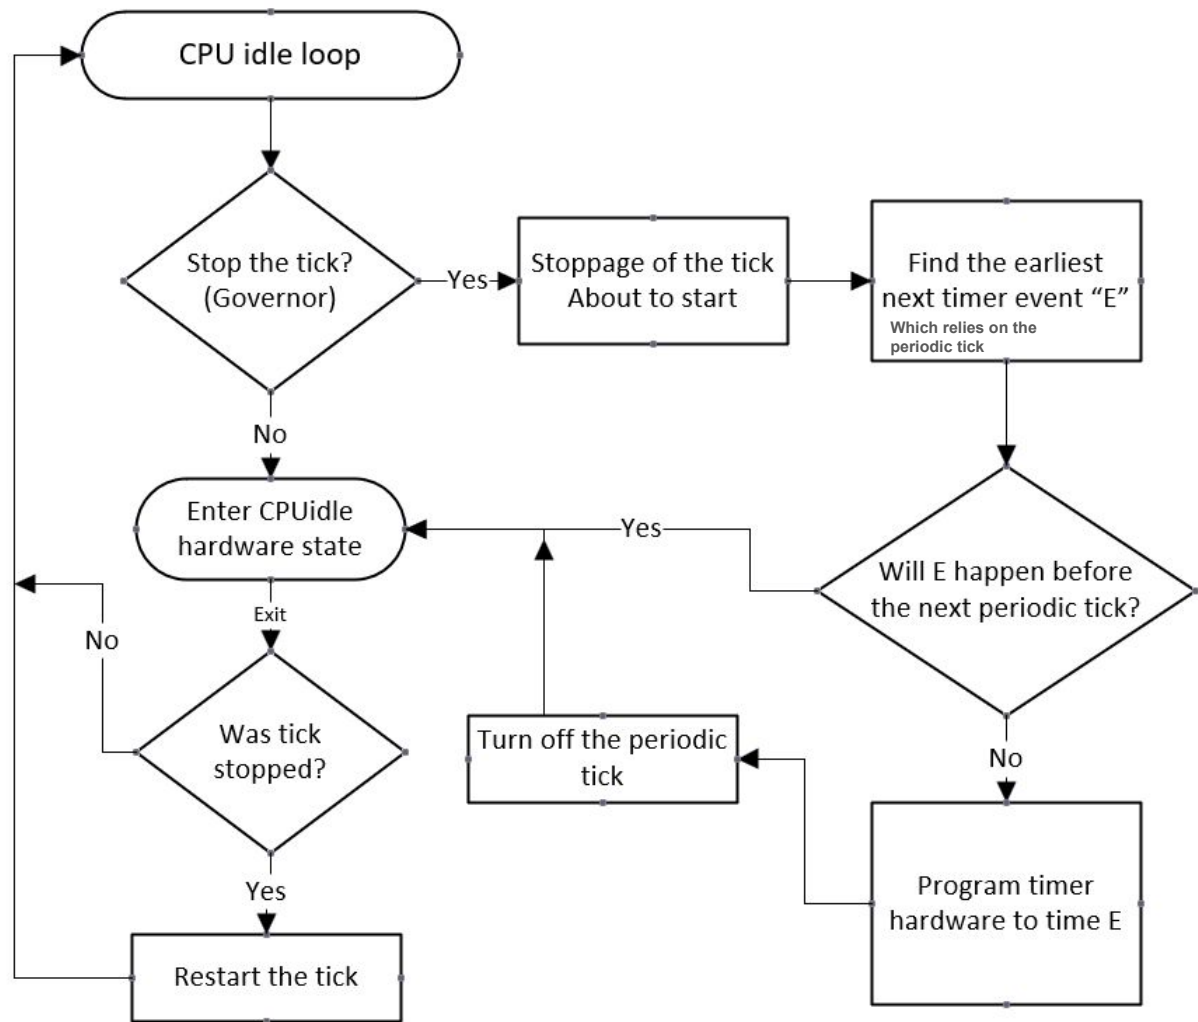 CPU idle loop
Stop the tick?
(Governor)
Yes
Stoppage of the tick
About to start
Find the earliest
next timer event “E”
Which relies on the
periodic tick
No
Enter CPUidle
hardware state
Yes
Will E happen before
the next periodic tick?
Exit
No
Was tick
stopped?
Turn off the periodic
tick
No
Yes
Program timer
hardware to time E
Restart the tick